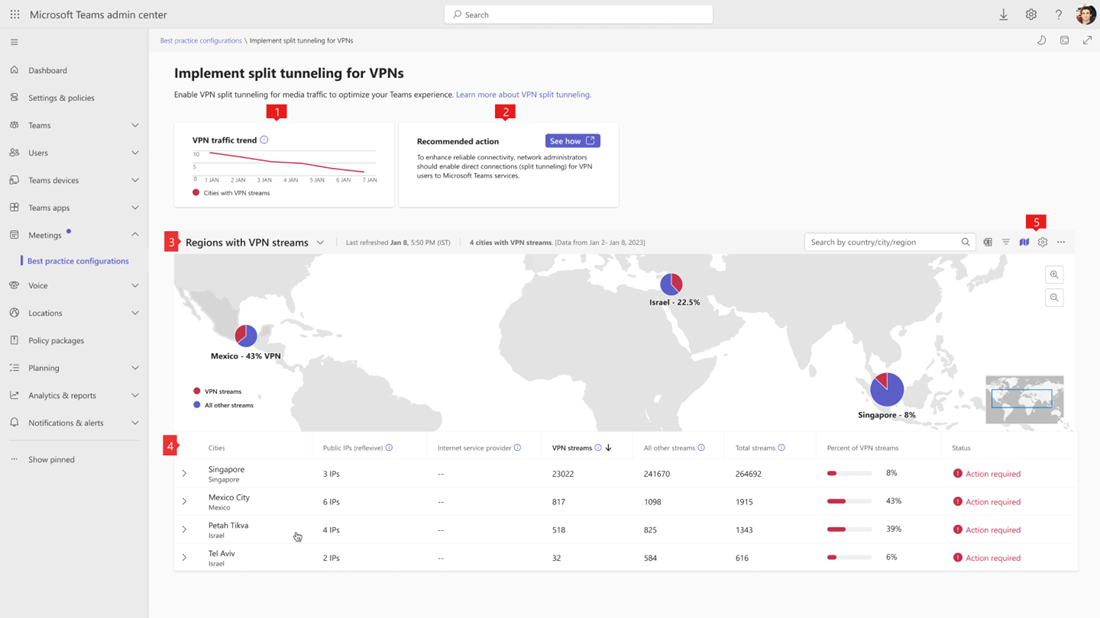 Microsoft Teams admin center
Search
Dashboard
Settings & policies
Teams
Users
Teams devices
Teams apps
Meetings
Best practice configurations
Voice
Locations
Policy packages
Planning
Analytics & reports
Notifications & alerts
Show pinned
Best practice configurations \ Implement split tunneling for VPNs
Implement split tunneling for VPNs
Enable VPN split tunneling for media traffic to optimize your Teams experience. Learn more about VPN split tunneling.
1
VPN traffic trend
10
5
0
1 JAN 2 JAN 3 JAN 4 JAN 5 JAN 6 JAN 7 JAN
Cities with VPN streams
2
Recommended action
See how
To enhance reliable connectivity, network administrators
should enable direct connections (split tunneling) for VPN
users to Microsoft Teams services.
3
Regions with VPN streams
Last refreshed Jan 8, 5:50 PM (IST)
4 cities with VPN streams. [Data from Jan 2- Jan 8, 2023]
Search by country/city/region
5
Israel - 22.5%
Mexico - 43% VPN
Singapore - 8%
VPN streams
All other streams
4
Cities Public IPs (reflexive) Internet service provider VPN streams All other streams Total streams Percent of VPN streams Status
Singapore
Singapore
3 IPs -- 23022 241670 264692 8% Action required
Mexico City
Mexico
6 IPs -- 817 1098 1915 43% Action required
Petah Tikva
Israel
4 IPs -- 518 825 1343 39% Action required
Tel Aviv
Israel
2 IPs -- 32 584 616 6% Action required